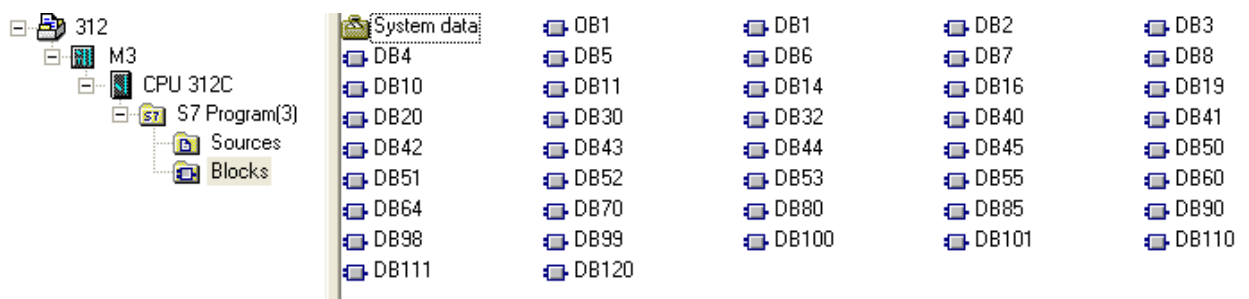 312
M3
CPU 312C
S7 Program(3)
Sources
Blocks
System data OB1 DB1 DB2 DB3
DB4 DB5 DB6 DB7 DB8
DB10 DB11 DB14 DB16 DB19
DB20 DB30 DB32 DB40 DB41
DB42 DB43 DB44 DB45 DB50
DB51 DB52 DB53 DB55 DB60
DB64 DB70 DB80 DB85 DB90
DB98 DB99 DB100 DB101 DB110
DB111 DB120